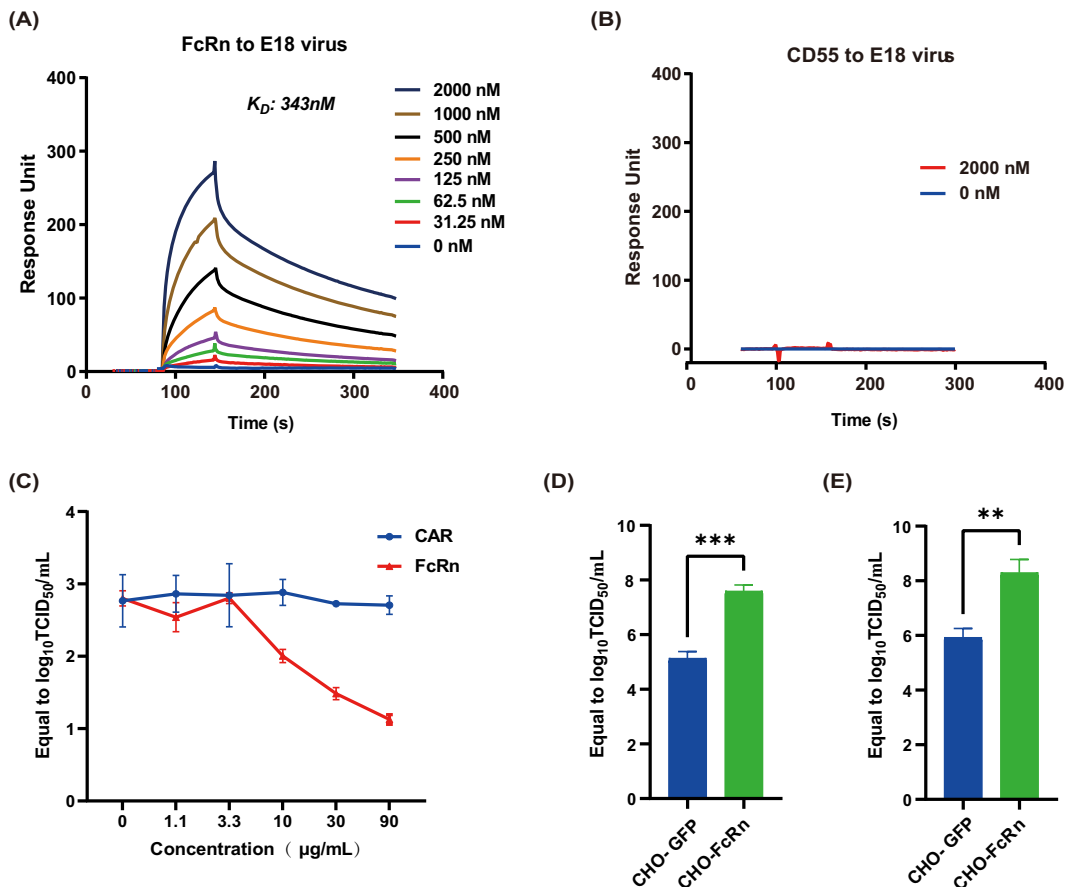 (A)
FcRn to E18 virus
K_D: 343nM
400
300
200
100
0
Response Unit
0
100
200
300
400
Time (s)
2000 nM
1000 nM
500 nM
250 nM
125 nM
62.5 nM
31.25 nM
0 nM
(B)
CD55 to E18 virus
400
300
200
100
0
Response Unit
0
100
200
300
400
Time (s)
2000 nM
0 nM
(C)
4
3
2
1
0
Equal to log₁₀TCID₅₀/mL
0
1.1
3.3
10
30
90
Concentration ( µg/mL)
CAR
FcRn
(D)
10
8
6
4
2
0
Equal to log₁₀TCID₅₀/mL
***
CHO- GFP
CHO-FcRn
(E)
10
8
6
4
2
0
Equal to log₁₀TCID₅₀/mL
**
CHO- GFP
CHO-FcRn